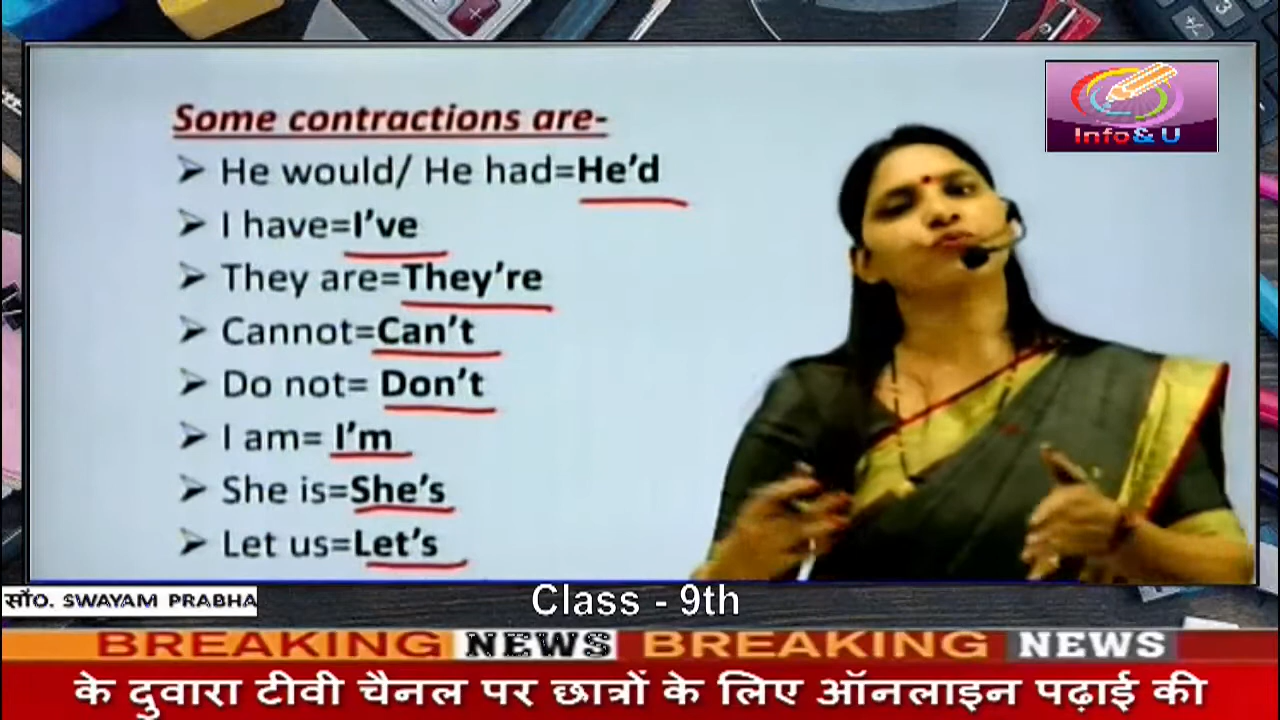 Info& U
Some contractions are-
➢ He would/ He had=He’d
➢ I have=I’ve
➢ They are=They’re
➢ Cannot=Can’t
➢ Do not= Don’t
➢ I am= I’m
➢ She is=She’s
➢ Let us=Let’s
सौंO. SWAYAM PRABHA
Class - 9th
BREAKING NEWS BREAKING NEWS
के दुवारा टीवी चैनल पर छात्रों के लिए ऑनलाइन पढ़ाई की